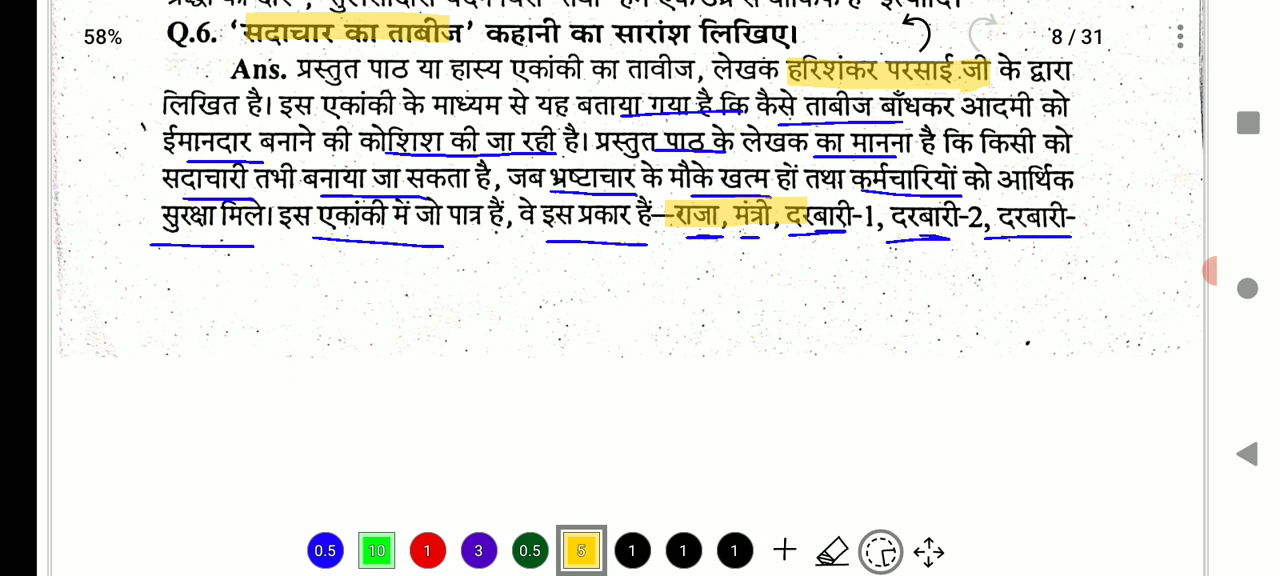 58%
8 / 31
Q.6. ‘सदाचार का ताबीज’ कहानी का सारांश लिखिए।
Ans. प्रस्तुत पाठ या हास्य एकांकी का तावीज, लेखक हरिशंकर परसाई जी के द्वारा
लिखित है। इस एकांकी के माध्यम से यह बताया गया है कि कैसे ताबीज बाँधकर आदमी को
ईमानदार बनाने की कोशिश की जा रही है। प्रस्तुत पाठ के लेखक का मानना है कि किसी को
सदाचारी तभी बनाया जा सकता है, जब भ्रष्टाचार के मौके खत्म हों तथा कर्मचारियों को आर्थिक
सुरक्षा मिले। इस एकांकी में जो पात्र हैं, वे इस प्रकार हैं—राजा, मंत्री, दरबारी-1, दरबारी-2, दरबारी-
0.5 10 1 3 0.5 5 1 1 1